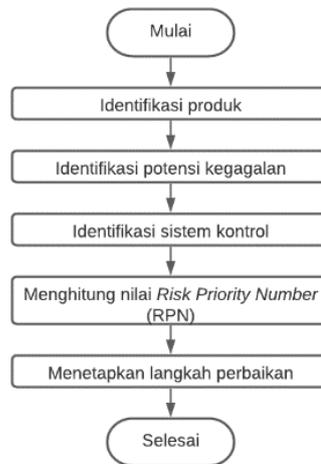 Mulai
Identifikasi produk
Identifikasi potensi kegagalan
Identifikasi sistem kontrol
Menghitung nilai Risk Priority Number
(RPN)
Menetapkan langkah perbaikan
Selesai